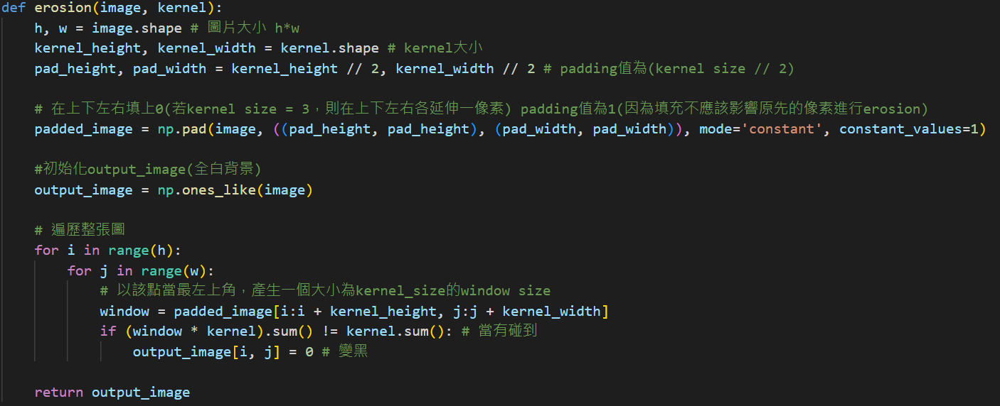 def erosion(image, kernel):
    h, w = image.shape # 圖片大小 h*w
    kernel_height, kernel_width = kernel.shape # kernel大小
    pad_height, pad_width = kernel_height // 2, kernel_width // 2 # padding值為(kernel size // 2)

    # 在上下左右填上0(若kernel size = 3，則在上下左右各延伸一像素) padding值為1(因為填充不應該影響原先的像素進行erosion)
    padded_image = np.pad(image, ((pad_height, pad_height), (pad_width, pad_width)), mode='constant', constant_values=1)

    #初始化output_image(全白背景)
    output_image = np.ones_like(image)

    # 遍歷整張圖
    for i in range(h):
        for j in range(w):
            # 以該點當最左上角，產生一個大小為kernel_size的window size
            window = padded_image[i:i + kernel_height, j:j + kernel_width]
            if (window * kernel).sum() != kernel.sum(): # 當有碰到
                output_image[i, j] = 0 # 變黑

    return output_image